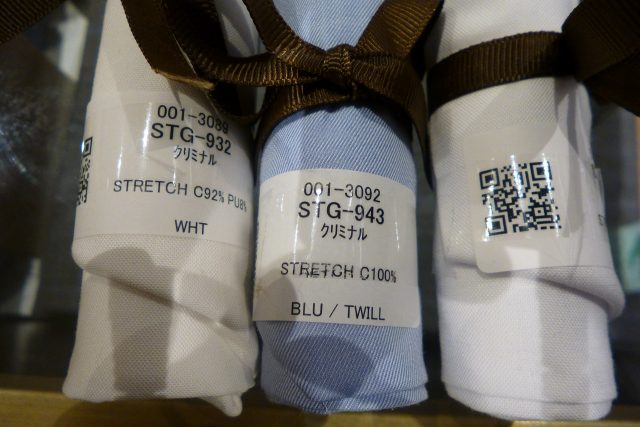 001-3089
STG-932
クリミナル
STRETCH C92% PU8%
WHT
001-3092
STG-943
クリミナル
STRETCH C100%
BLU / TWILL